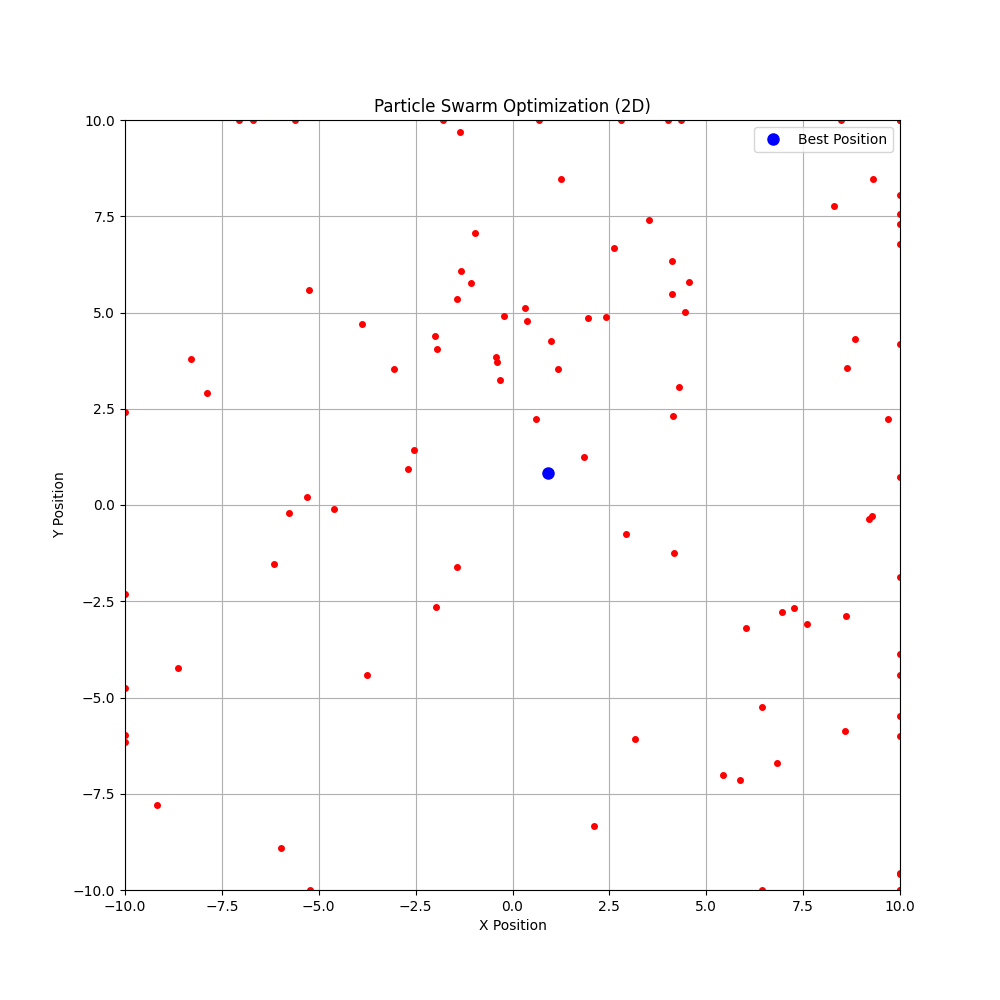 Particle Swarm Optimization (2D)
Best Position
10.0
7.5
5.0
2.5
0.0
−2.5
−5.0
−7.5
−10.0
Y Position
−10.0 −7.5 −5.0 −2.5 0.0 2.5 5.0 7.5 10.0
X Position